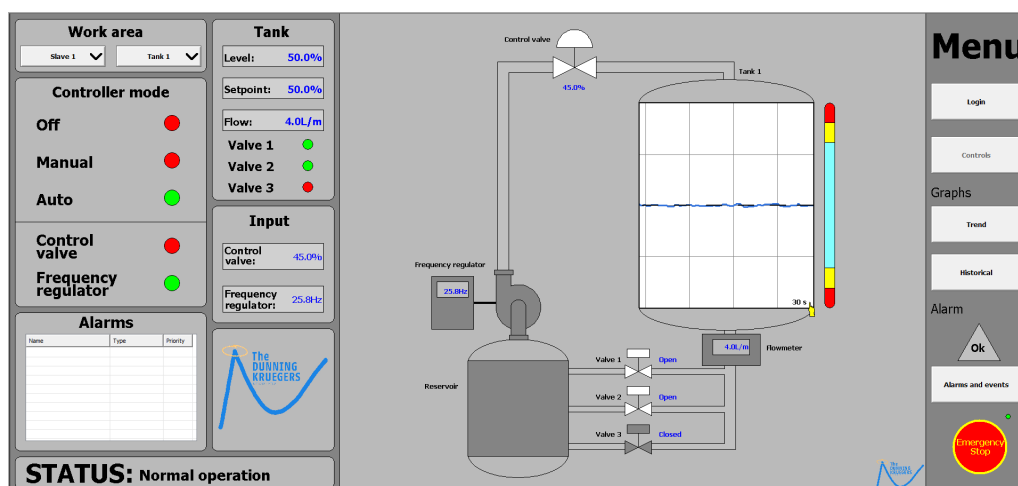 Work area
Slave 1
Tank 1
Controller mode
Off
Manual
Auto
Control
valve
Frequency
regulator
Alarms
Name Type Priority
STATUS: Normal operation
Tank
Level: 50.0%
Setpoint: 50.0%
Flow: 4.0L/m
Valve 1
Valve 2
Valve 3
Input
Control
valve: 45.0%
Frequency
regulator: 25.8Hz
The
DUNNING
KRUEGERS
Control valve
45.0%
Tank 1
30 s
Frequency regulator
25.8Hz
4.0L/m
Flowmeter
Reservoir
Valve 1 Open
Valve 2 Open
Valve 3 Closed
The
DUNNING
KRUEGERS
Menu
Login
Controls
Graphs
Trend
Historical
Alarm
Ok
Alarms and events
Emergency
Stop